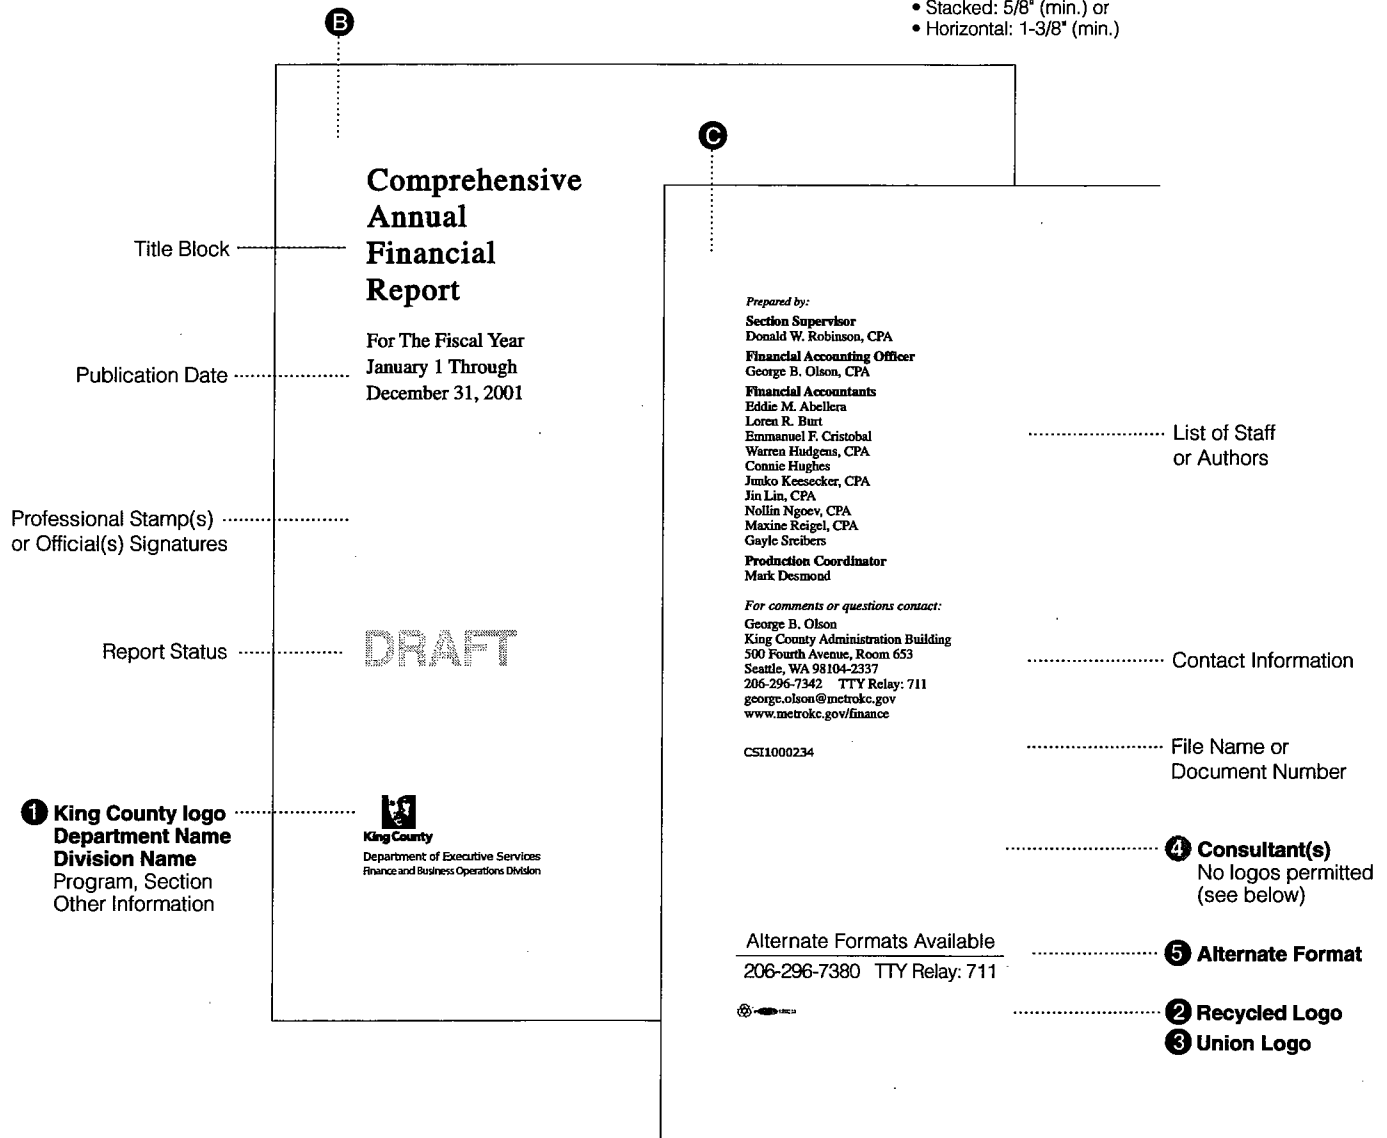 • Stacked: 5/8" (min.) or
• Horizontal: 1-3/8" (min.)
B
C
Comprehensive
Annual
Financial
Report
Title Block
For The Fiscal Year
January 1 Through
December 31, 2001
Publication Date
Professional Stamp(s)
or Official(s) Signatures
Report Status
DRAFT
1 King County logo
Department Name
Division Name
Program, Section
Other Information
King County
Department of Executive Services
Finance and Business Operations Division
Prepared by:
Section Supervisor
Donald W. Robinson, CPA
Financial Accounting Officer
George B. Olson, CPA
Financial Accountants
Eddie M. Abellera
Loren R. Burt
Emmanuel F. Cristobal
Warren Hudgens, CPA
Connie Hughes
Junko Keesecker, CPA
Jin Lin, CPA
Nollin Ngoev, CPA
Maxine Reigel, CPA
Gayle Sreibers
Production Coordinator
Mark Desmond
List of Staff
or Authors
For comments or questions contact:
George B. Olson
King County Administration Building
500 Fourth Avenue, Room 653
Seattle, WA 98104-2337
206-296-7342 TTY Relay: 711
george.olson@metrokc.gov
www.metrokc.gov/finance
Contact Information
CSI1000234
File Name or
Document Number
4 Consultant(s)
No logos permitted
(see below)
Alternate Formats Available
206-296-7380 TTY Relay: 711
5 Alternate Format
2 Recycled Logo
3 Union Logo